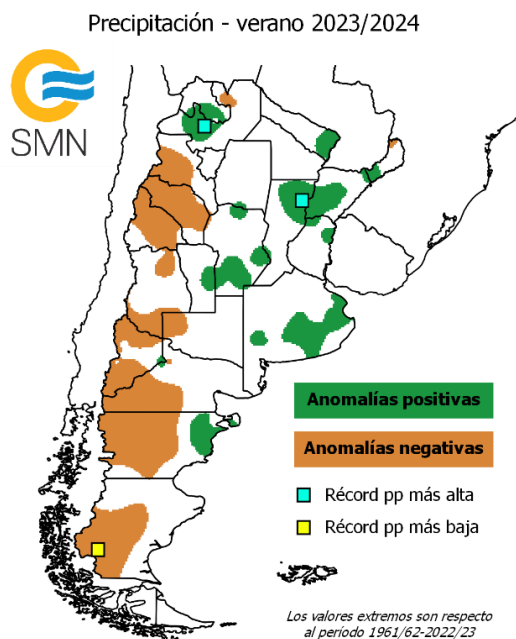 Precipitación - verano 2023/2024
SMN
Anomalías positivas
Anomalías negativas
Récord pp más alta
Récord pp más baja
Los valores extremos son respecto
al período 1961/62-2022/23